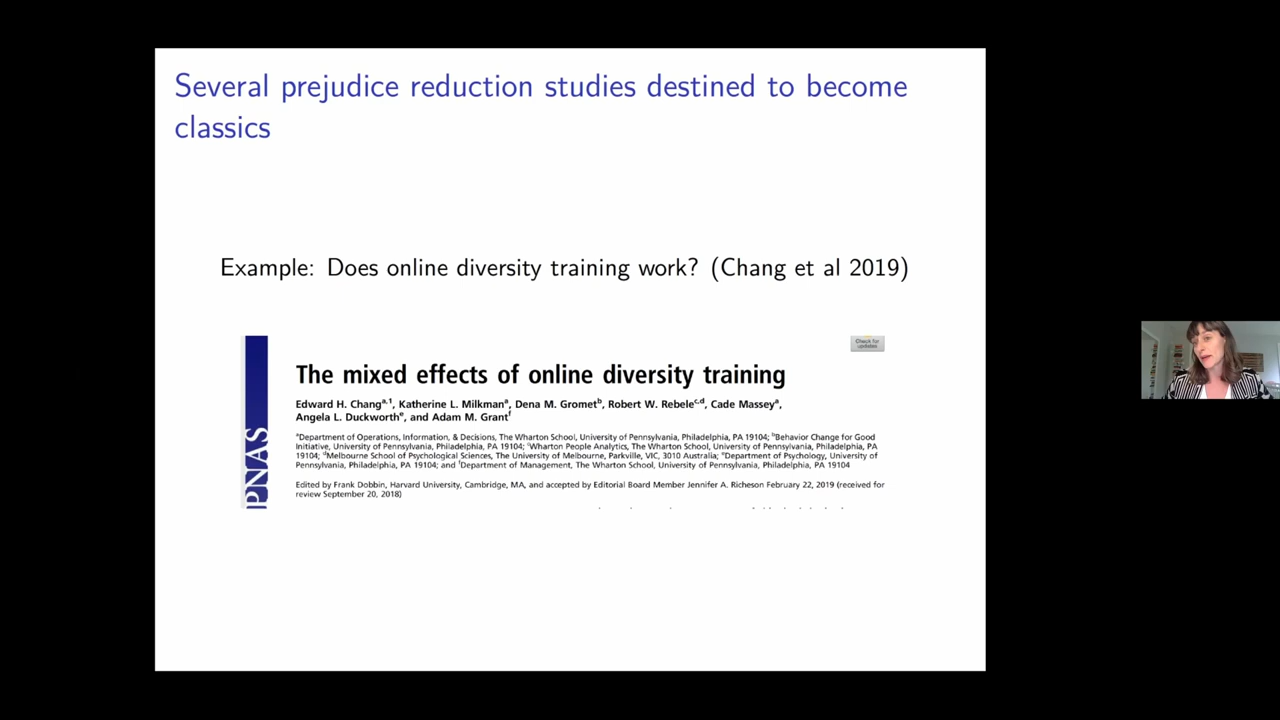 Several prejudice reduction studies destined to become
classics
Example: Does online diversity training work? (Chang et al 2019)
PNAS
Check for
updates
The mixed effects of online diversity training
Edward H. Chang^a,1, Katherine L. Milkman^a, Dena M. Gromet^b, Robert W. Rebele^c,d, Cade Massey^a,
Angela L. Duckworth^e, and Adam M. Grant^f
^aDepartment of Operations, Information, & Decisions, The Wharton School, University of Pennsylvania, Philadelphia, PA 19104; ^bBehavior Change for Good
Initiative, University of Pennsylvania, Philadelphia, PA 19104; ^cWharton People Analytics, The Wharton School, University of Pennsylvania, Philadelphia, PA
19104; ^dMelbourne School of Psychological Sciences, The University of Melbourne, Parkville, VIC, 3010 Australia; ^eDepartment of Psychology, University of
Pennsylvania, Philadelphia, PA 19104; and ^fDepartment of Management, The Wharton School, University of Pennsylvania, Philadelphia, PA 19104
Edited by Frank Dobbin, Harvard University, Cambridge, MA, and accepted by Editorial Board Member Jennifer A. Richeson February 22, 2019 (received for
review September 20, 2018)